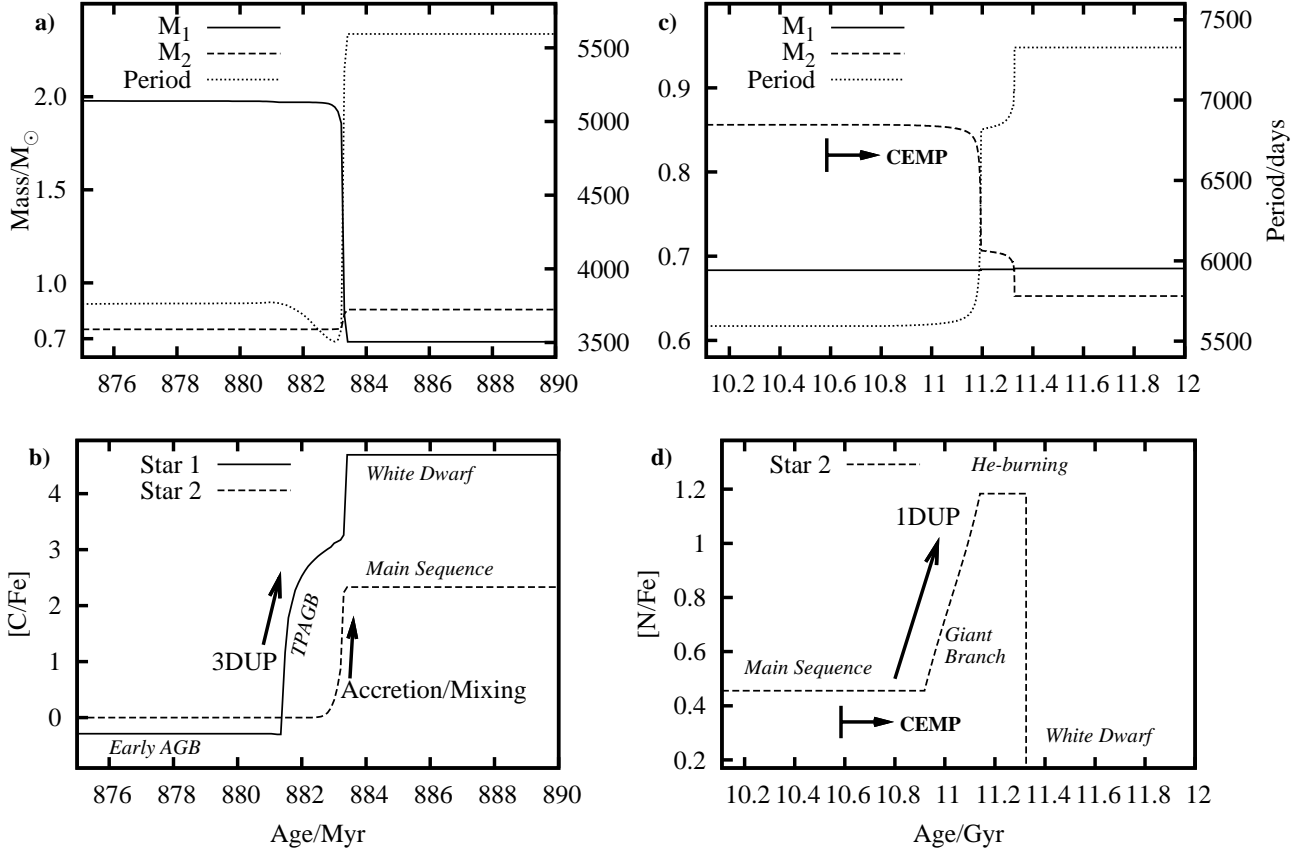 a)
M1
M2
Period
2.0
1.5
1.0
0.7
Mass/M☉
5500
5000
4500
4000
3500
876 878 880 882 884 886 888 890
c)
M1
M2
Period
0.9
0.8
0.7
0.6
CEMP
7500
7000
6500
6000
5500
Period/days
10.2 10.4 10.6 10.8 11 11.2 11.4 11.6 11.8 12
b)
Star 1
Star 2
4
3
2
1
0
[C/Fe]
White Dwarf
Main Sequence
TPAGB
3DUP
Accretion/Mixing
Early AGB
876 878 880 882 884 886 888 890
Age/Myr
d)
Star 2
He-burning
1.2
1
0.8
0.6
0.4
0.2
[N/Fe]
1DUP
Giant
Branch
Main Sequence
CEMP
White Dwarf
10.2 10.4 10.6 10.8 11 11.2 11.4 11.6 11.8 12
Age/Gyr